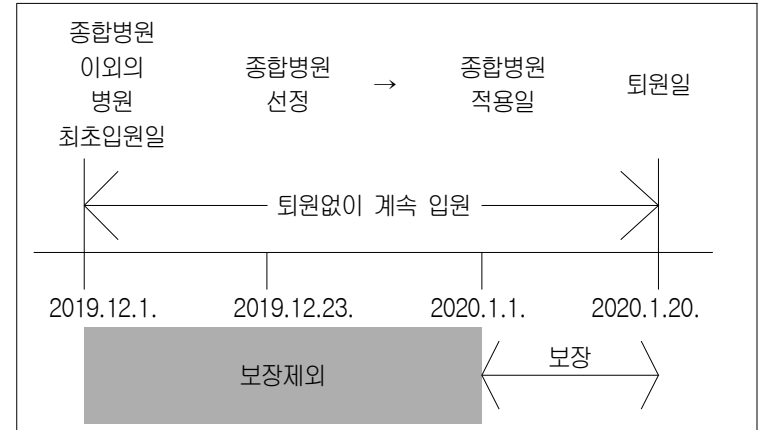 종합병원
이외의
병원
최초입원일
종합병원
선정
→
종합병원
적용일
퇴원일
퇴원없이 계속 입원
2019.12.1.
2019.12.23.
2020.1.1.
2020.1.20.
보장제외
보장